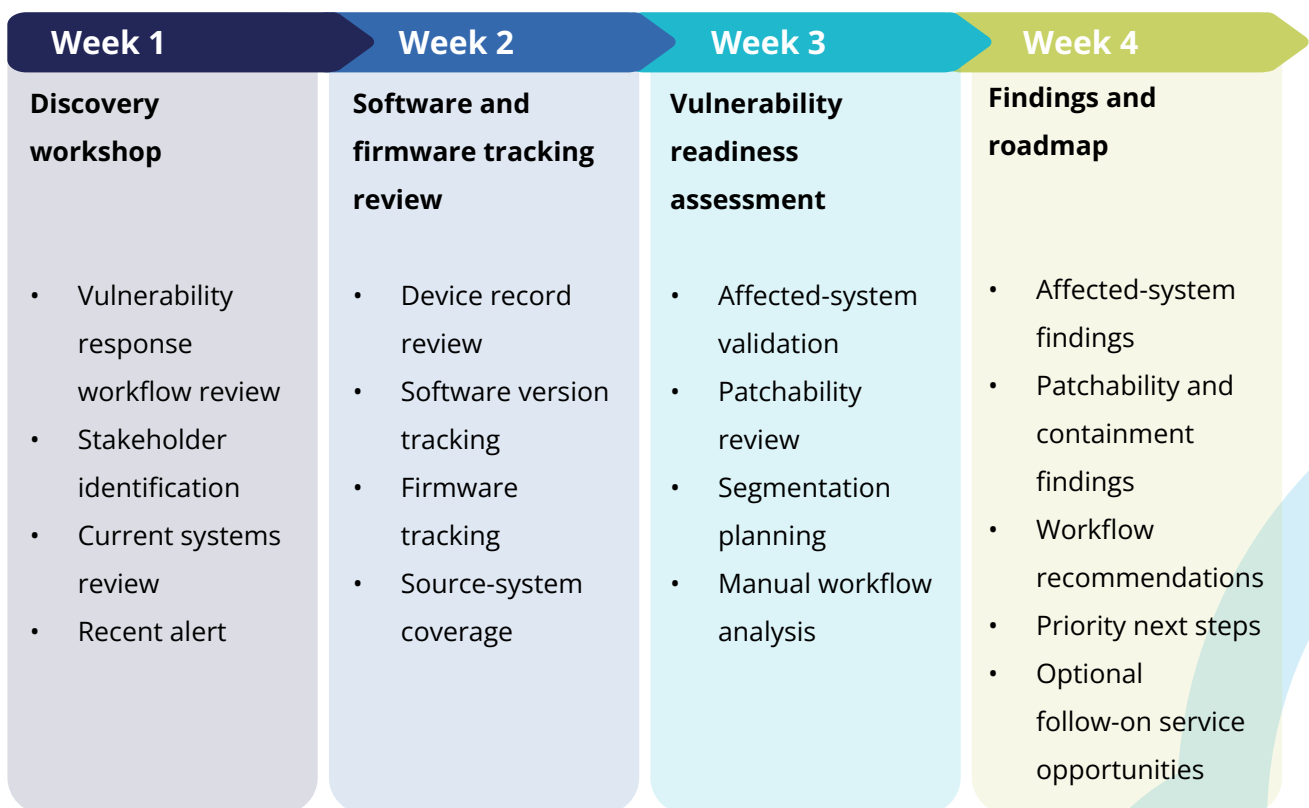 Week 1
Week 2
Week 3
Week 4
Discovery
workshop
• Vulnerability
response
workflow review
• Stakeholder
identification
• Current systems
review
• Recent alert
Software and
firmware tracking
review
• Device record
review
• Software version
tracking
• Firmware
tracking
• Source-system
coverage
Vulnerability
readiness
assessment
• Affected-system
validation
• Patchability
review
• Segmentation
planning
• Manual workflow
analysis
Findings and
roadmap
• Affected-system
findings
• Patchability and
containment
findings
• Workflow
recommendations
• Priority next steps
• Optional
follow-on service
opportunities